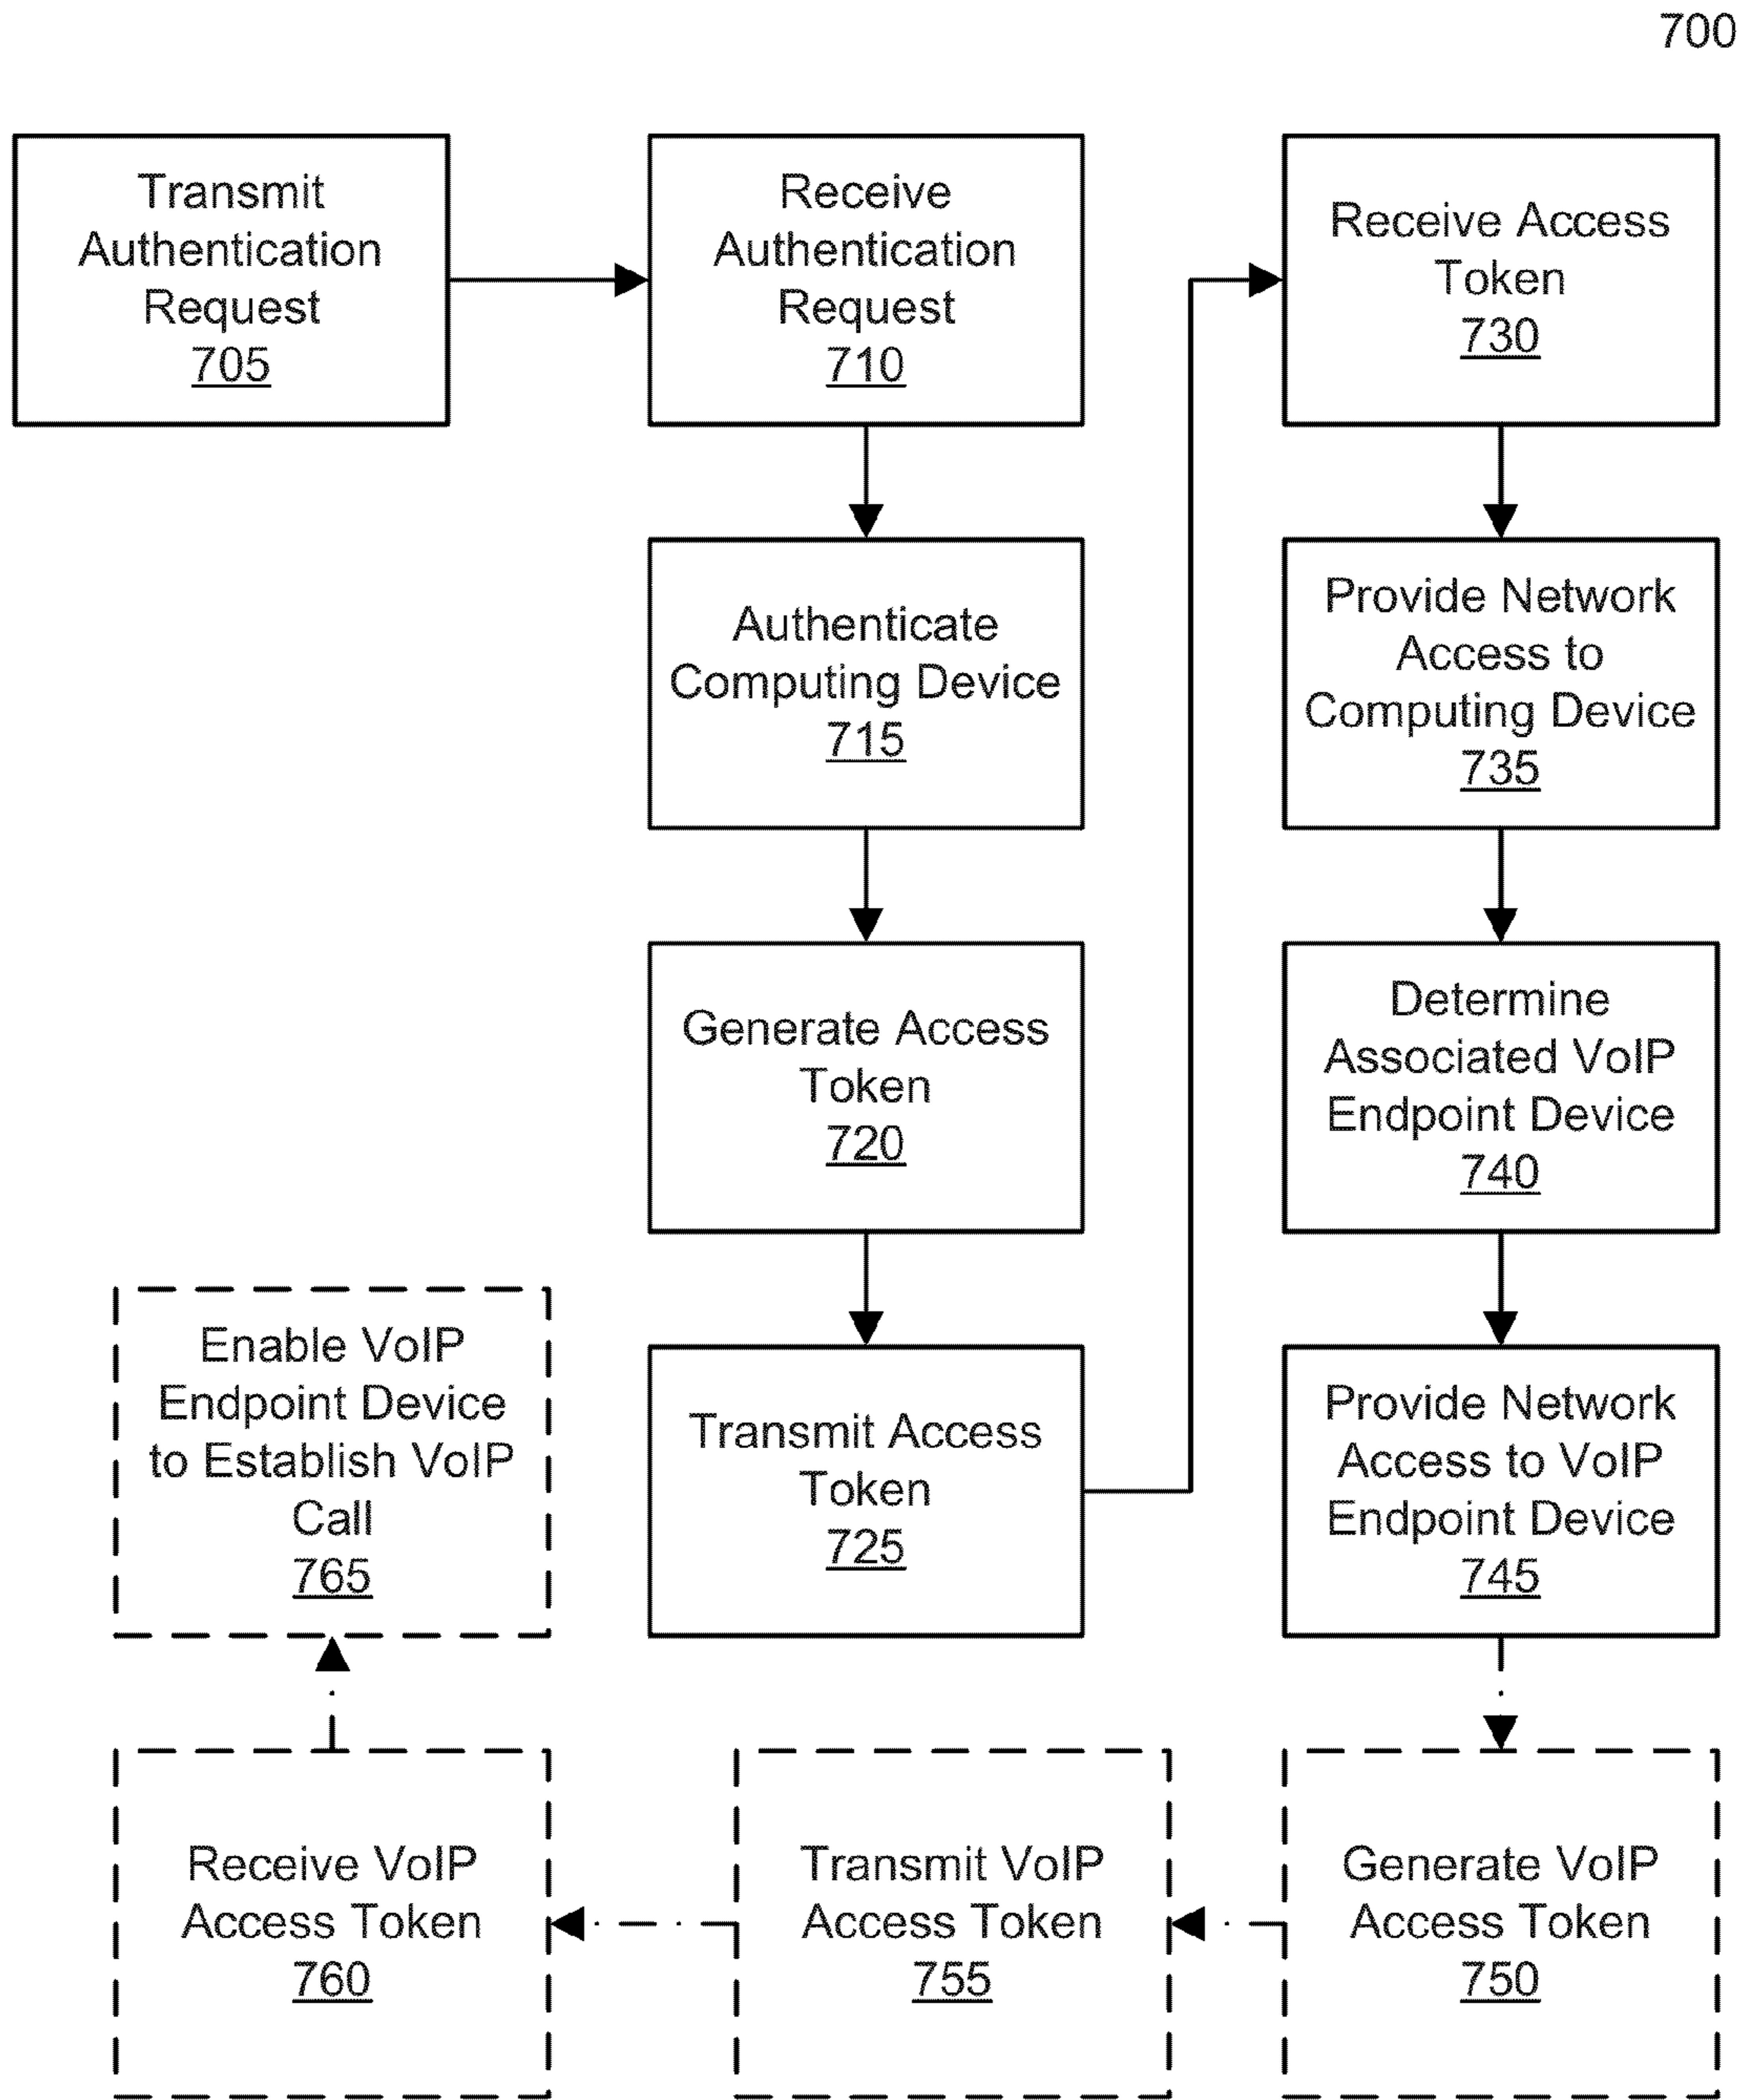 700
Transmit
Authentication
Request
705
Receive
Authentication
Request
710
Authenticate
Computing Device
715
Generate Access
Token
720
Transmit Access
Token
725
Receive Access
Token
730
Provide Network
Access to
Computing Device
735
Determine
Associated VoIP
Endpoint Device
740
Provide Network
Access to VoIP
Endpoint Device
745
Generate VoIP
Access Token
750
Transmit VoIP
Access Token
755
Receive VoIP
Access Token
760
Enable VoIP
Endpoint Device
to Establish VoIP
Call
765